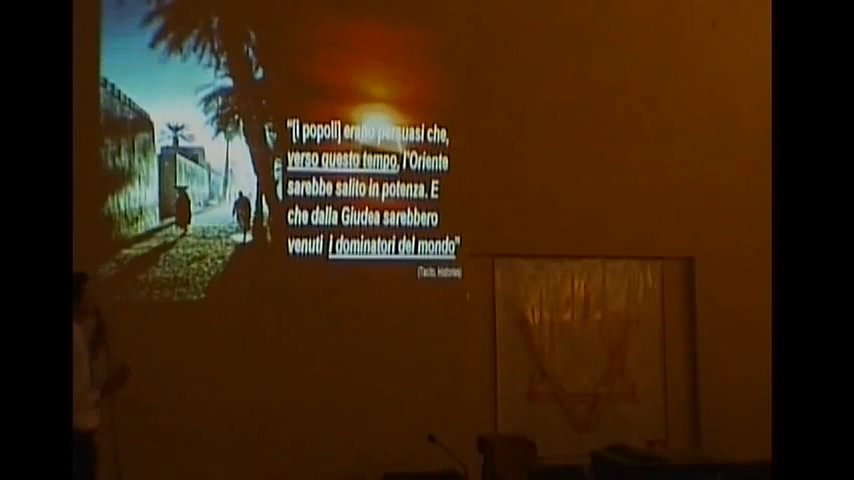 "[i popoli] erano persuasi che,
verso questo tempo, l'Oriente
sarebbe salito in potenza. E
che dalla Giudea sarebbero
venuti i dominatori del mondo"
(Tacito, Historiae)